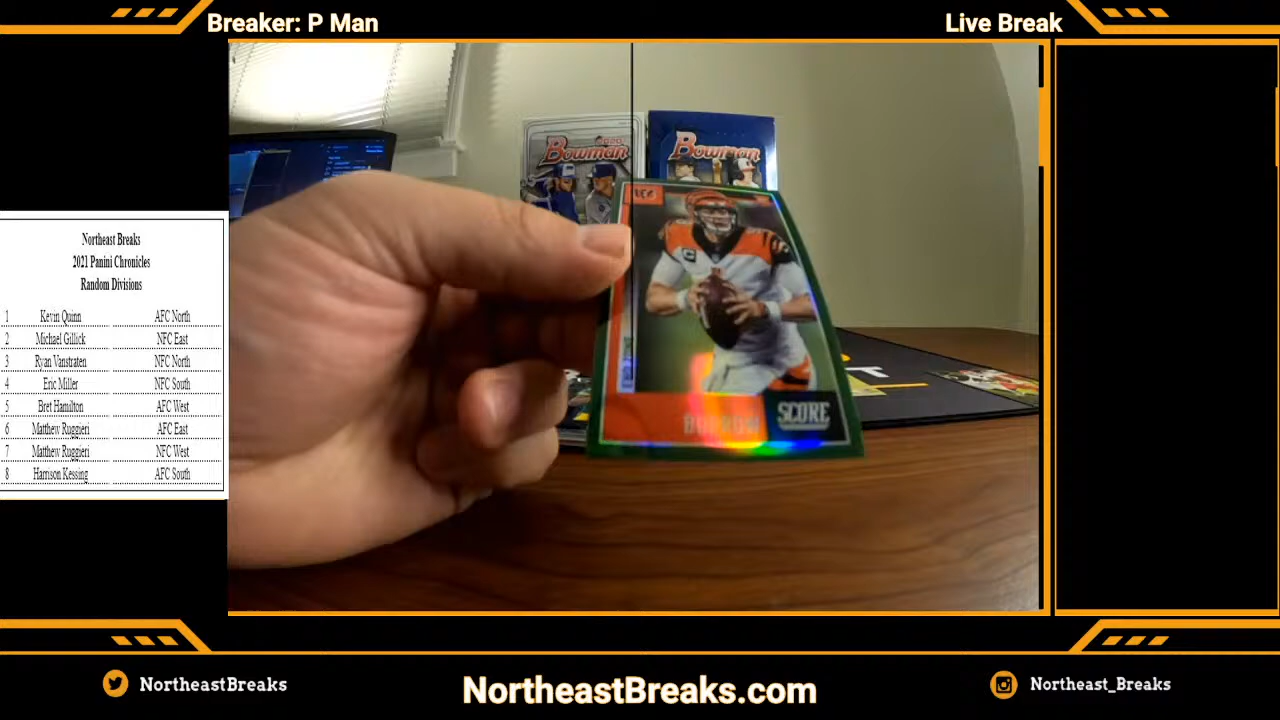 Breaker: P Man
Live Break
2020
Bowman
Bowman
BURROW
SCORE
Northeast Breaks
2021 Panini Chronicles
Random Divisions
1 Kevin Quinn AFC North
2 Michael Gillick NFC East
3 Ryan Vanstraten NFC North
4 Eric Miller NFC South
5 Bret Hamilton AFC West
6 Matthew Ruggieri AFC East
7 Matthew Ruggieri NFC West
8 Harrison Kessing AFC South
NortheastBreaks
NortheastBreaks.com
Northeast_Breaks